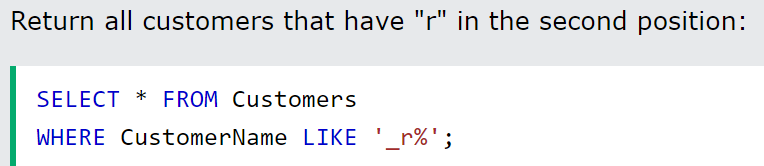 Return all customers that have "r" in the second position:
SELECT * FROM Customers
WHERE CustomerName LIKE '_r%';